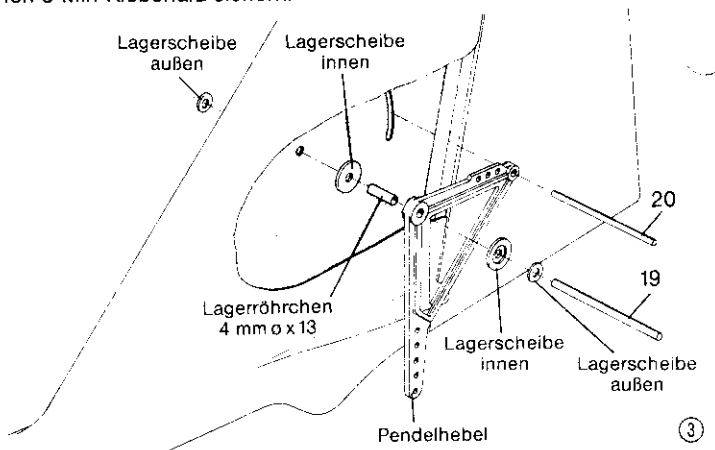 Lagerscheibe
außen
Lagerscheibe
innen
20
19
Lagerröhrchen
4 mm ø x 13
Lagerscheibe
innen
Lagerscheibe
außen
Pendelhebel
3